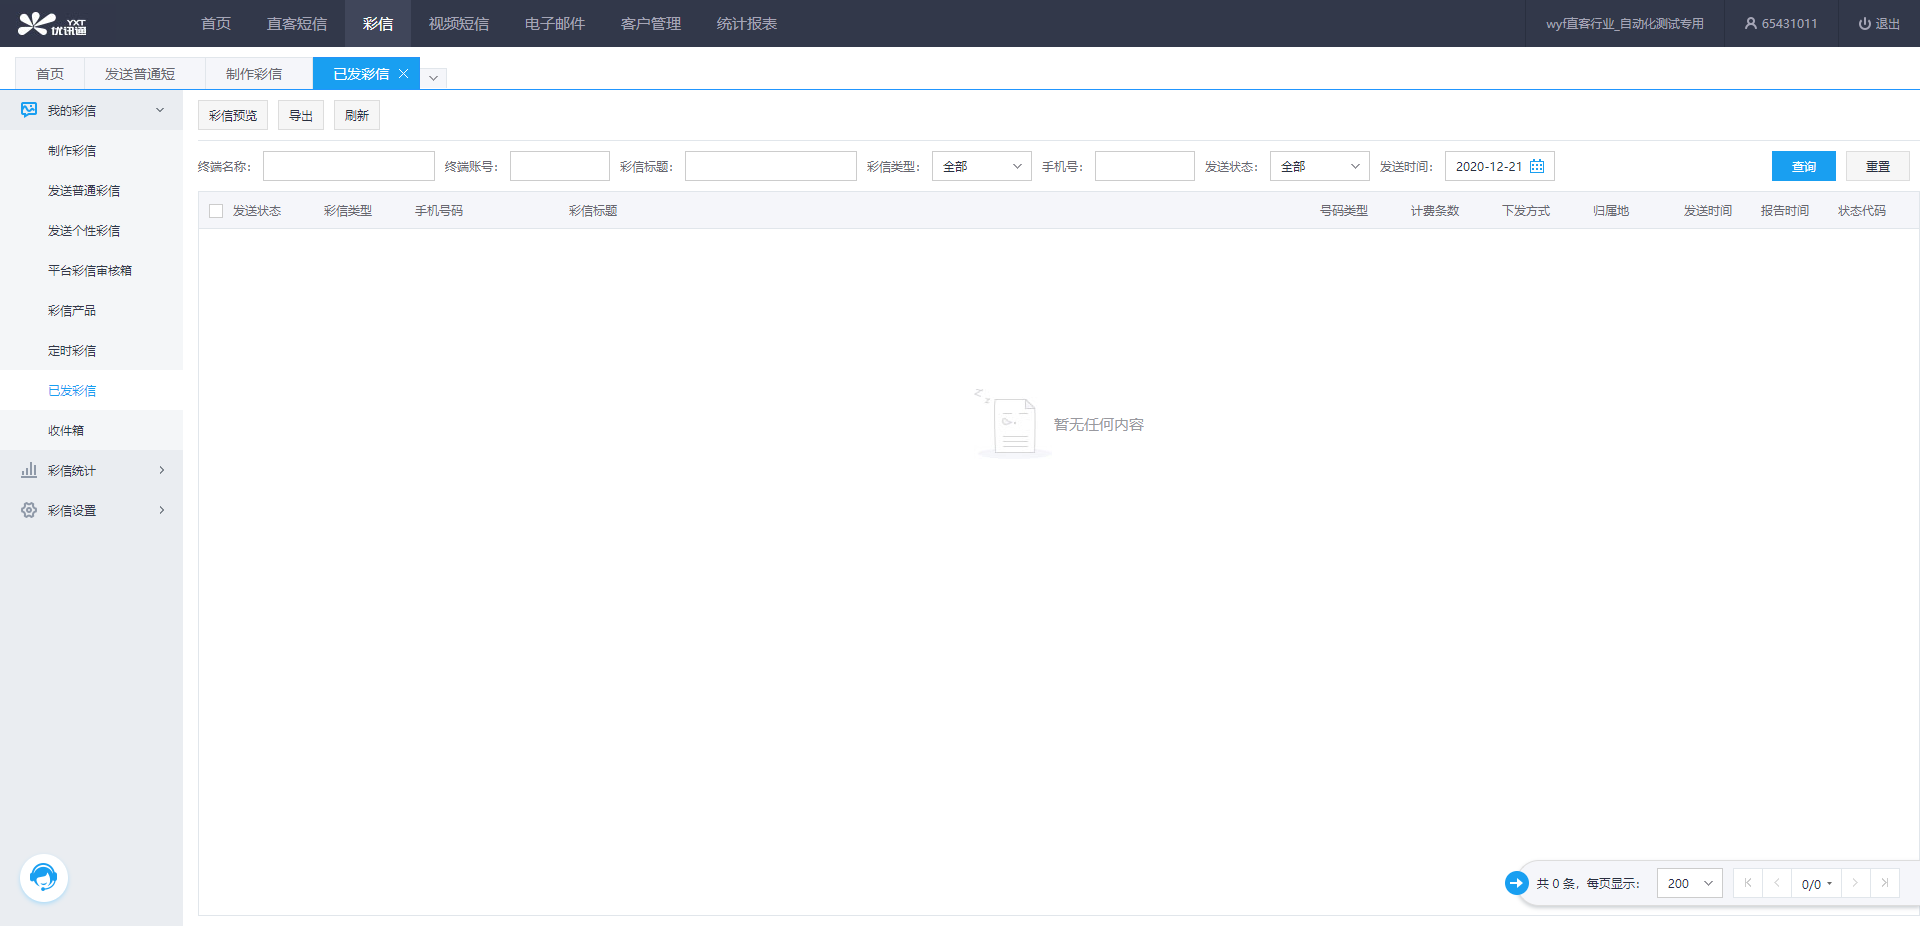 YXT
优讯通
首页 直客短信 彩信 视频短信 电子邮件 客户管理 统计报表
wyf直客行业_自动化测试专用 65431011 退出
首页 发送普通短 制作彩信 已发彩信
我的彩信
制作彩信
发送普通彩信
发送个性彩信
平台彩信审核箱
彩信产品
定时彩信
已发彩信
收件箱
彩信统计
彩信设置
彩信预览 导出 刷新
终端名称: 终端账号: 彩信标题: 彩信类型: 全部 手机号: 发送状态: 全部 发送时间: 2020-12-21 查询 重置
发送状态 彩信类型 手机号码 彩信标题 号码类型 计费条数 下发方式 归属地 发送时间 报告时间 状态代码
暂无任何内容
共 0 条, 每页显示: 200 0/0